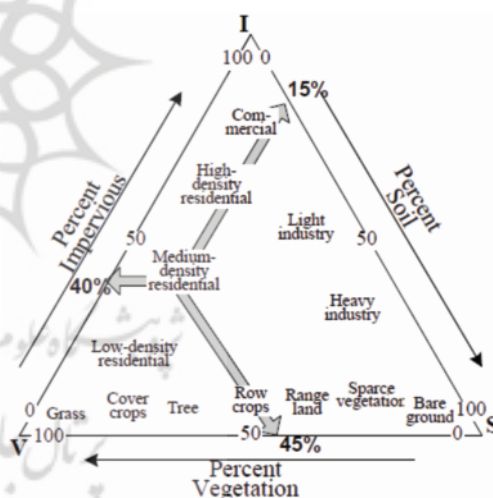 I
100 0
15%
Com-
mercial
High-
density
residential
Percent
Impervious
Percent
Soil
Light
industry
50
50
Medium-
density
residential
40%
Heavy
industry
Low-density
residential
0
Grass
Cover
crops
Tree
Row
crops
Range
land
Sparce
vegetation
Bare
ground
100
V
100
50
45%
0
S
Percent
Vegetation